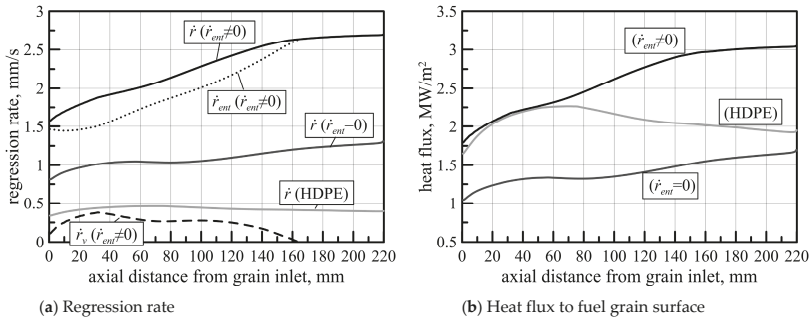 regression rate, mm/s
3
2.5
2
1.5
1
0.5
0
0 20 40 60 80 100 120 140 160 180 200 220
axial distance from grain inlet, mm
ṙ (ṙent≠0)
ṙent (ṙent≠0)
ṙ (ṙent=0)
ṙ (HDPE)
ṙv (ṙent≠0)
(a) Regression rate
heat flux, MW/m²
3.5
3
2.5
2
1.5
1
0.5
0 20 40 60 80 100 120 140 160 180 200 220
axial distance from grain inlet, mm
(ṙent≠0)
(HDPE)
(ṙent=0)
(b) Heat flux to fuel grain surface